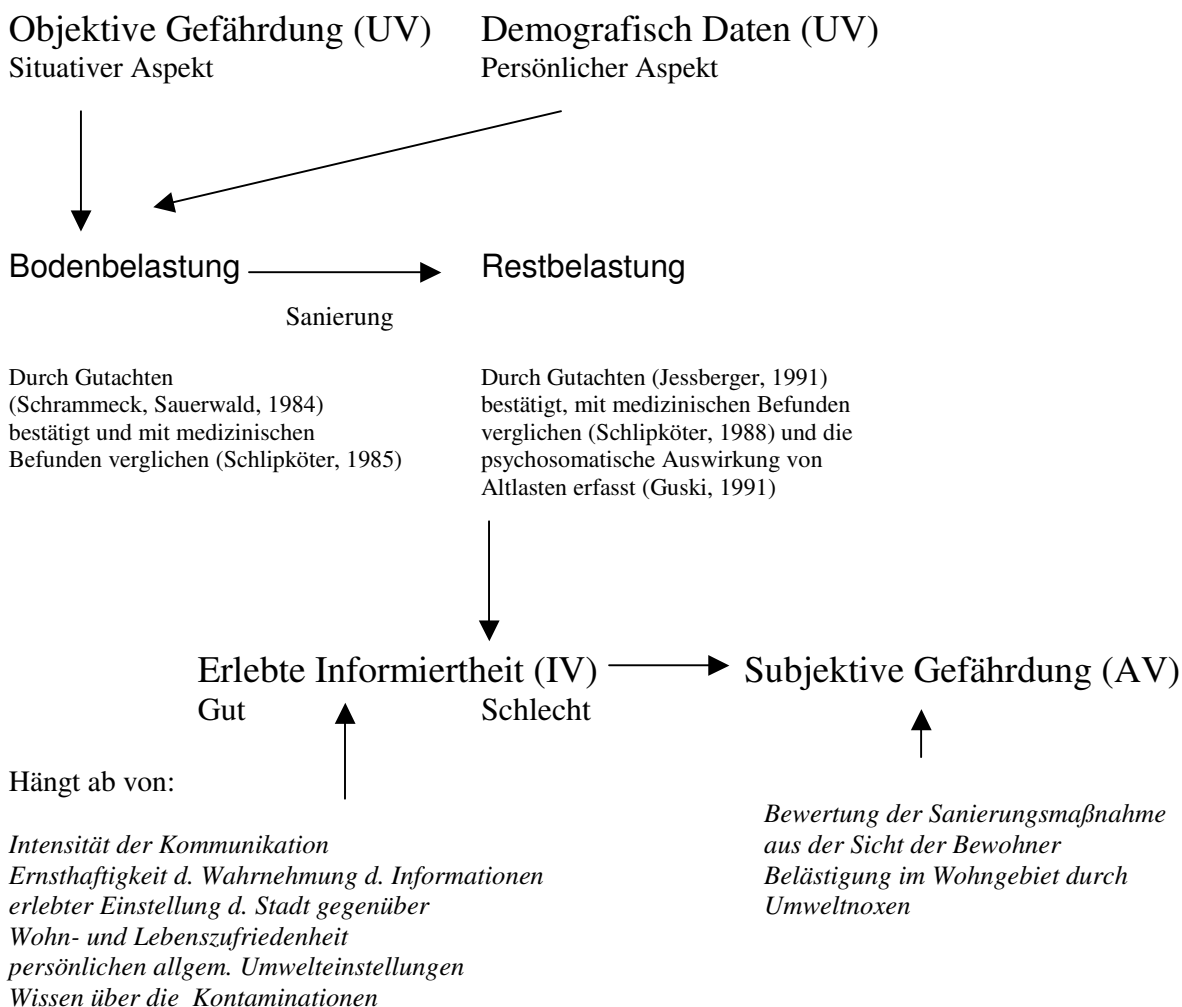 Objektive Gefährdung (UV) Demografisch Daten (UV)
Situativer Aspekt Persönlicher Aspekt
Bodenbelastung Restbelastung
Sanierung
Durch Gutachten
(Schrammeck, Sauerwald, 1984)
bestätigt und mit medizinischen
Befunden verglichen (Schlipköter, 1985)
Durch Gutachten (Jessberger, 1991)
bestätigt, mit medizinischen Befunden
verglichen (Schlipköter, 1988) und die
psychosomatische Auswirkung von
Altlasten erfasst (Guski, 1991)
Erlebte Informiertheit (IV) Subjektive Gefährdung (AV)
Gut Schlecht
Hängt ab von:
Intensität der Kommunikation
Ernsthaftigkeit d. Wahrnehmung d. Informationen
erlebter Einstellung d. Stadt gegenüber
Wohn- und Lebenszufriedenheit
persönlichen allgem. Umwelteinstellungen
Wissen über die Kontaminationen
Bewertung der Sanierungsmaßnahme
aus der Sicht der Bewohner
Belästigung im Wohngebiet durch
Umweltnoxen